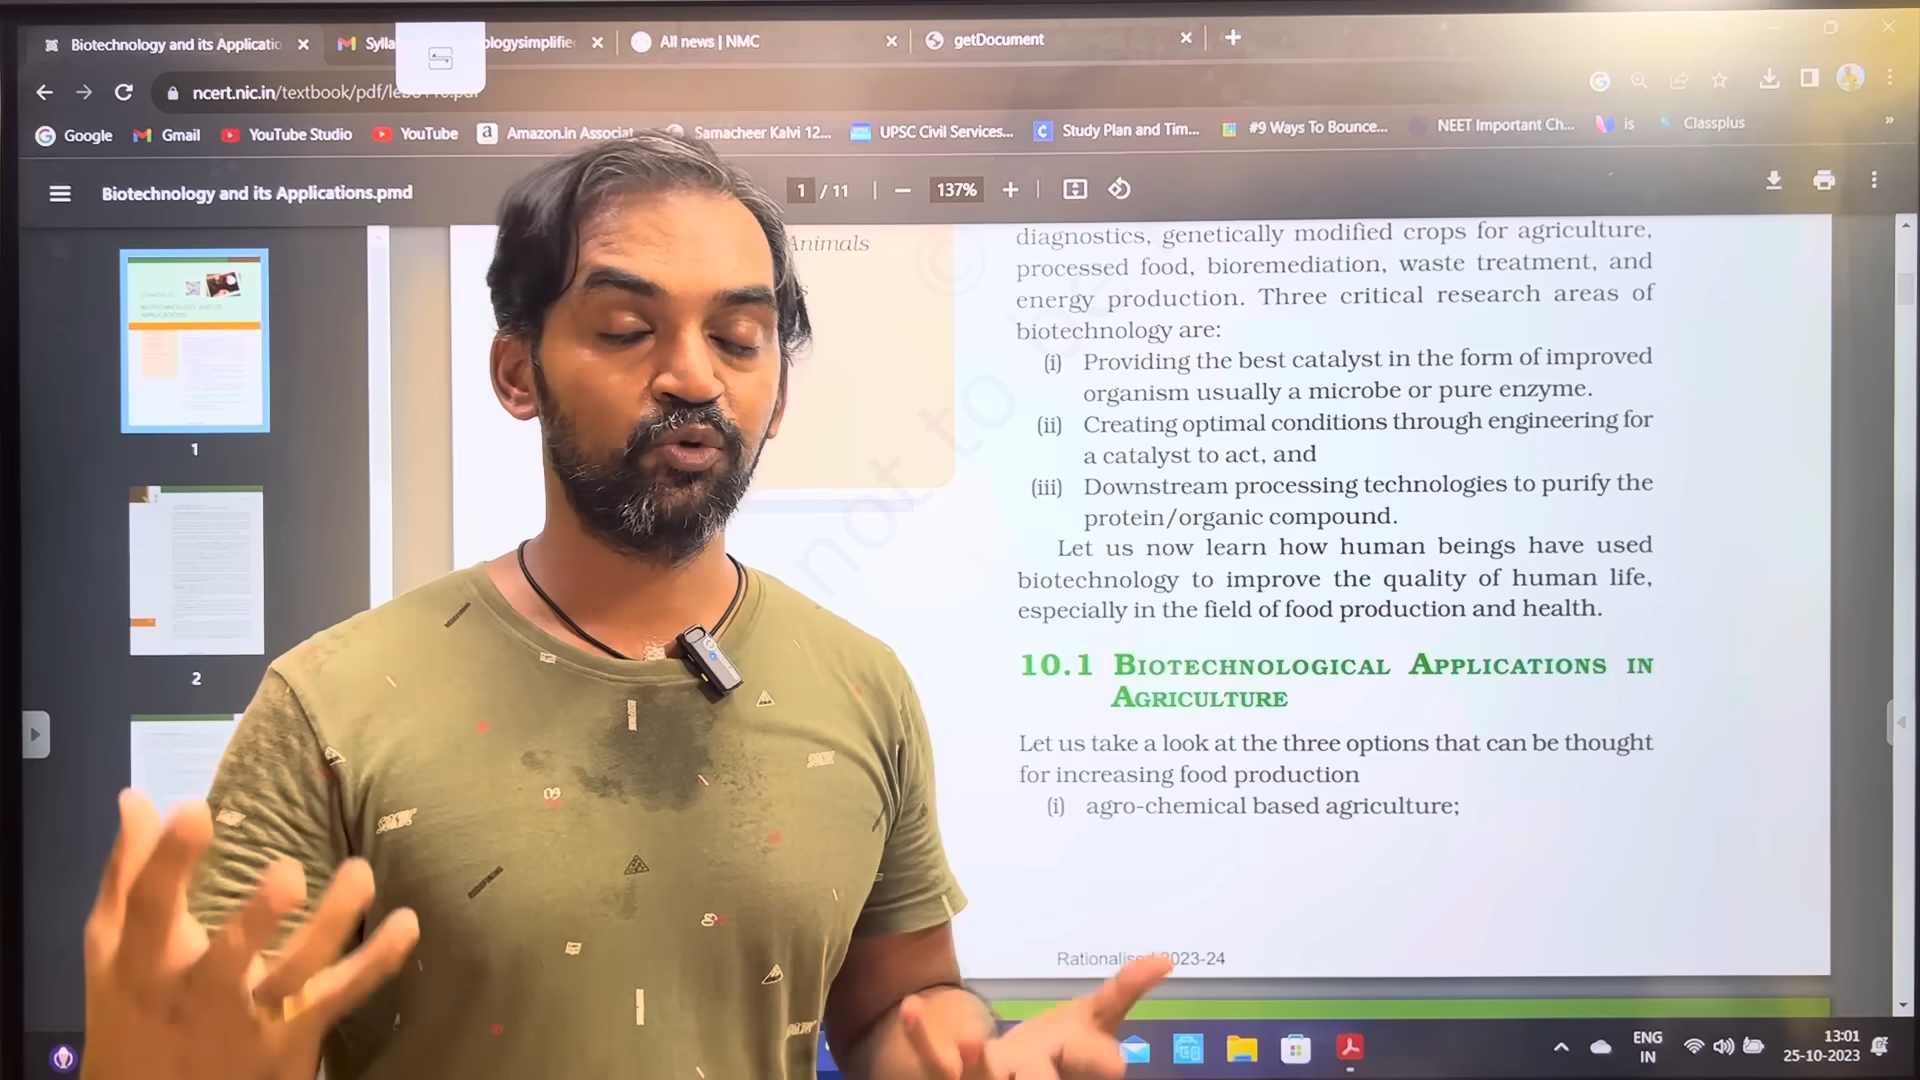 Biotechnology and its Applicatio
Sylla
ologysimplifie
All news | NMC
getDocument
ncert.nic.in/textbook/pdf/
Google
Gmail
YouTube Studio
YouTube
Amazon.in Associat
Samacheer Kalvi 12...
UPSC Civil Services...
Study Plan and Tim...
#9 Ways To Bounce...
NEET Important Ch...
is
Classplus
Biotechnology and its Applications.pmd
1 / 11
137%
Animals
diagnostics, genetically modified crops for agriculture,
processed food, bioremediation, waste treatment, and
energy production. Three critical research areas of
biotechnology are:
(i) Providing the best catalyst in the form of improved
organism usually a microbe or pure enzyme.
(ii) Creating optimal conditions through engineering for
a catalyst to act, and
(iii) Downstream processing technologies to purify the
protein/organic compound.
Let us now learn how human beings have used
biotechnology to improve the quality of human life,
especially in the field of food production and health.
10.1 BIOTECHNOLOGICAL APPLICATIONS IN
AGRICULTURE
Let us take a look at the three options that can be thought
for increasing food production
(i) agro-chemical based agriculture;
Rationalised 2023-24
not to be
1
2
ENG
IN
13:01
25-10-2023